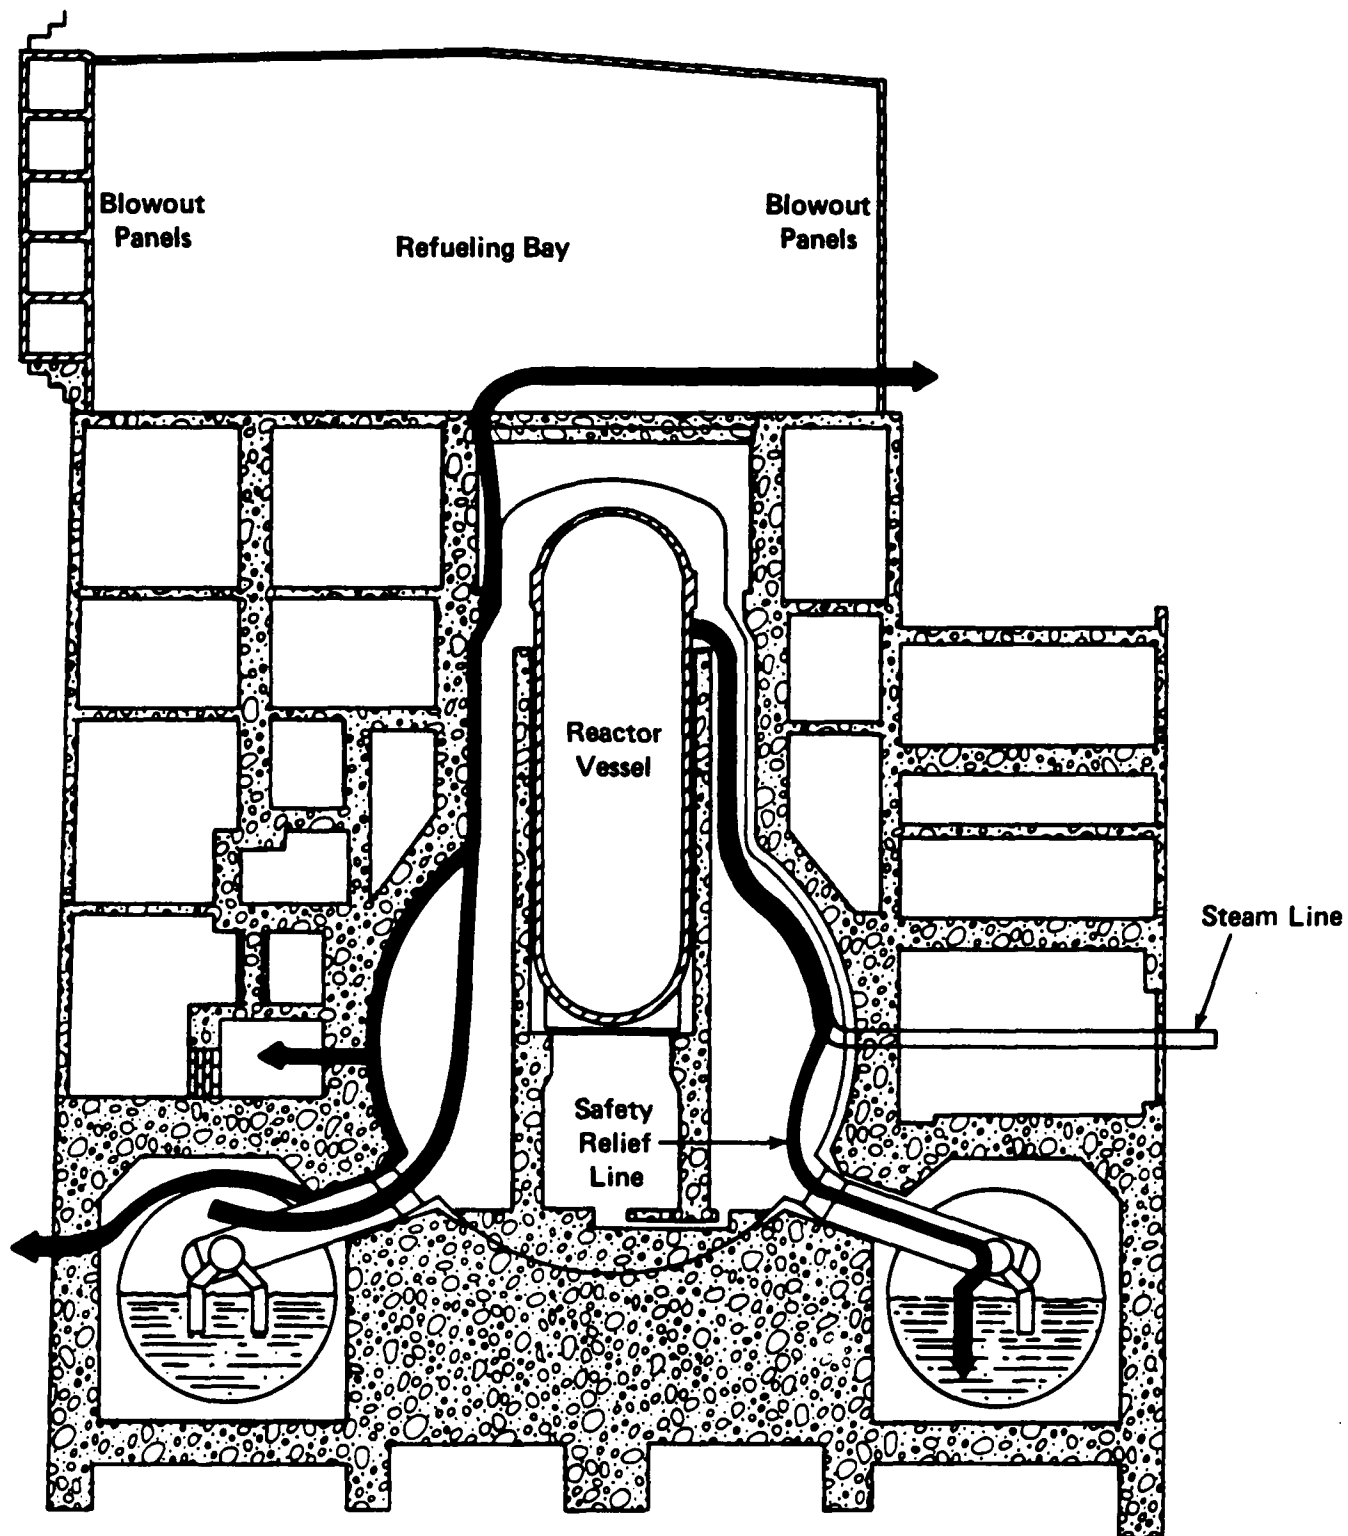 Blowout
Panels
Refueling Bay
Blowout
Panels
Reactor
Vessel
Steam Line
Safety
Relief
Line